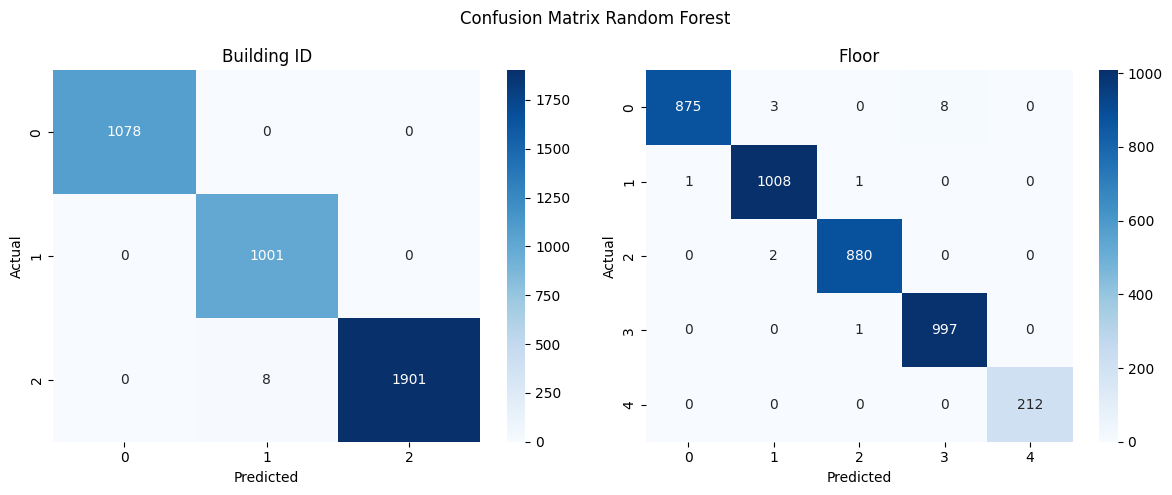 Confusion Matrix Random Forest
Building ID
Actual
0
1
2
1078 0 0
0 1001 0
0 8 1901
0 1 2
Predicted
1750
1500
1250
1000
750
500
250
0
Floor
Actual
0
1
2
3
4
875 3 0 8 0
1 1008 1 0 0
0 2 880 0 0
0 0 1 997 0
0 0 0 0 212
0 1 2 3 4
Predicted
1000
800
600
400
200
0